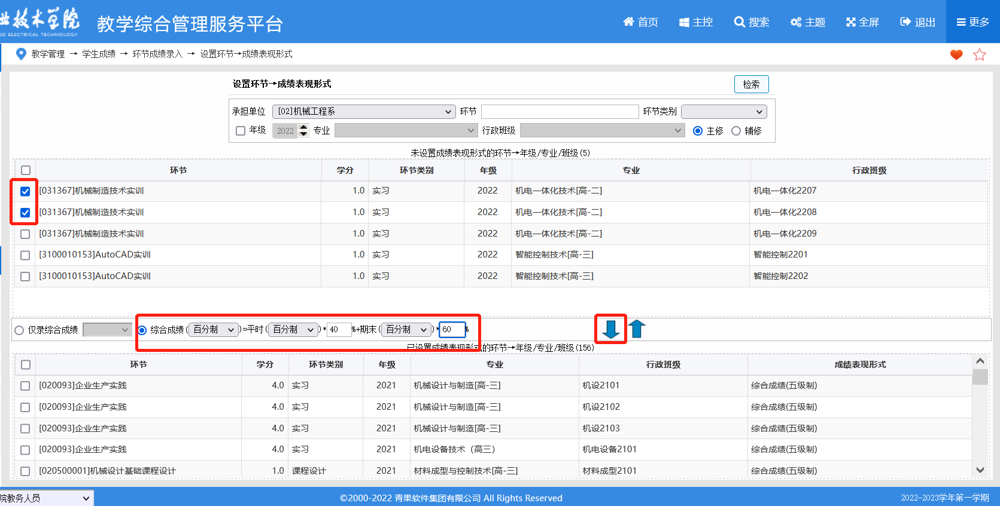 业技术学院
ND ELECTRICAL TECHNOLOGY
教学综合管理服务平台
首页 主控 搜索 主题 全屏 退出 更多
教学管理 → 学生成绩 → 环节成绩录入 → 设置环节→成绩表现形式
设置环节→成绩表现形式
检索
承担单位 [02]机械工程系 环节 环节类别
年级 2022 专业 行政班级 主修 辅修
未设置成绩表现形式的环节→年级/专业/班级(5)
环节 学分 环节类别 年级 专业 行政班级
[031367]机械制造技术实训 1.0 实习 2022 机电一体化技术[高-二] 机电一体化2207
[031367]机械制造技术实训 1.0 实习 2022 机电一体化技术[高-二] 机电一体化2208
[031367]机械制造技术实训 1.0 实习 2022 机电一体化技术[高-二] 机电一体化2209
[3100010153]AutoCAD实训 1.0 实习 2022 智能控制技术[高-三] 智能控制2201
[3100010153]AutoCAD实训 1.0 实习 2022 智能控制技术[高-三] 智能控制2202
仅录综合成绩 综合成绩(百分制)=平时(百分制)*40%+期末(百分制)*60%
已设置成绩表现形式的环节→年级/专业/班级(156)
环节 学分 环节类别 年级 专业 行政班级 成绩表现形式
[020093]企业生产实践 4.0 实习 2021 机械设计与制造[高-三] 机设2101 综合成绩(五级制)
[020093]企业生产实践 4.0 实习 2021 机械设计与制造[高-三] 机设2102 综合成绩(五级制)
[020093]企业生产实践 4.0 实习 2021 机械设计与制造[高-三] 机设2103 综合成绩(五级制)
[020093]企业生产实践 4.0 实习 2021 机电设备技术（高三） 机电设备2101 综合成绩(五级制)
[020500001]机械设计基础课程设计 1.0 课程设计 2021 材料成型与控制技术[高-三] 材料成型2101 综合成绩(五级制)
院教务人员
©2000-2022 青果软件集团有限公司 All Rights Reserved
2022-2023学年第一学期